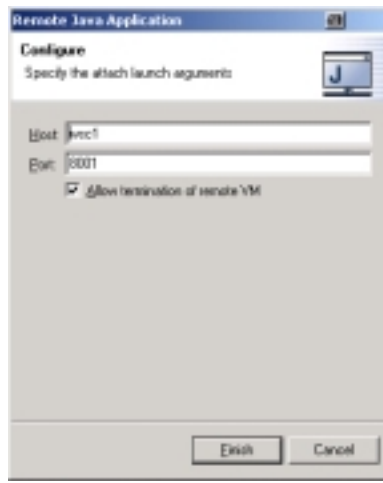 Remote Java Application
Configure
Specify the attach launch arguments
J
Host:
Port: 8001
Allow termination of remote VM
Finish Cancel